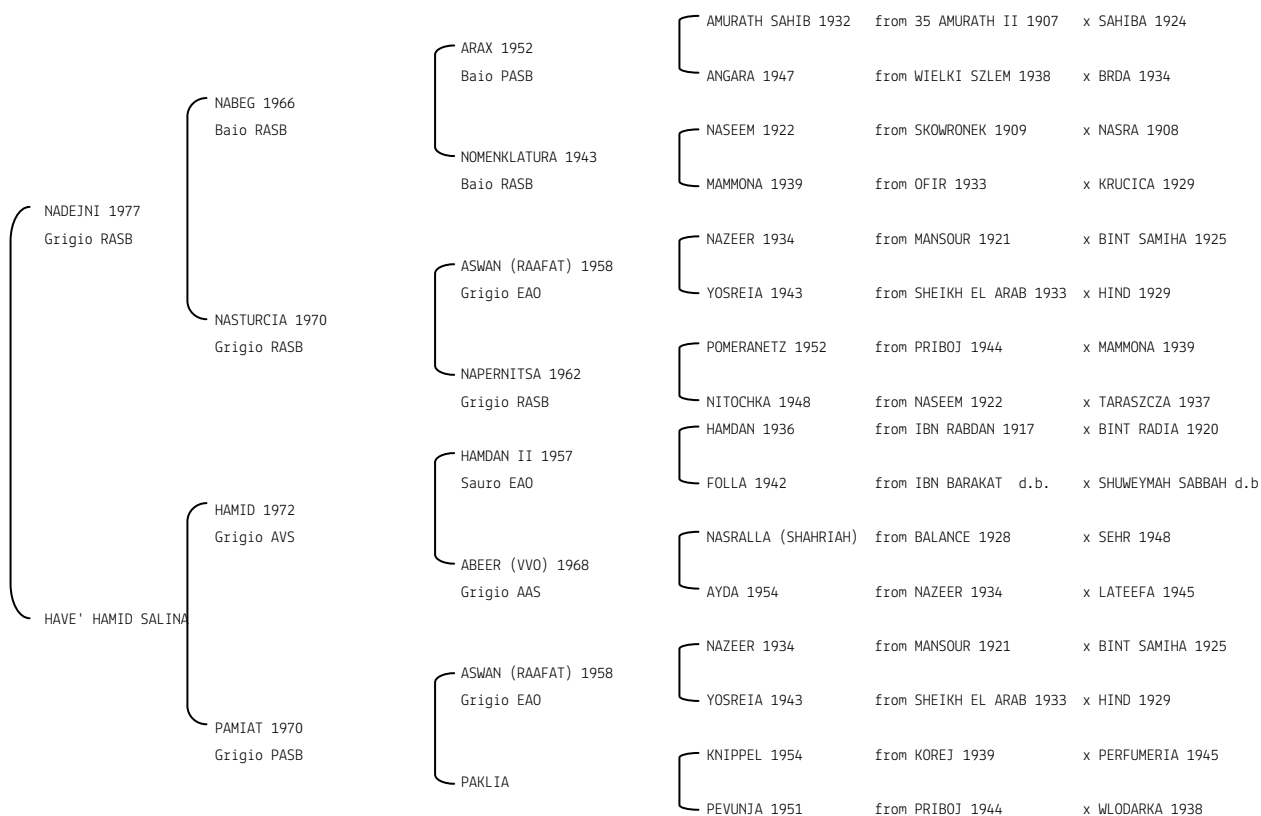 AMURATH SAHIB 1932 from 35 AMURATH II 1907 x SAHIBA 1924
ARAX 1952
Baio PASB
ANGARA 1947 from WIELKI SZLEM 1938 x BRDA 1934
NABEG 1966
Baio RASB
NASEEM 1922 from SKOWRONEK 1909 x NASRA 1908
NOMENKLATURA 1943
Baio RASB
MAMMONA 1939 from OFIR 1933 x KRUCICA 1929
NADEJNI 1977
Grigio RASB
NAZEER 1934 from MANSOUR 1921 x BINT SAMIHA 1925
ASWAN (RAAFAT) 1958
Grigio EAO
YOSREIA 1943 from SHEIKH EL ARAB 1933 x HIND 1929
NASTURCIA 1970
Grigio RASB
POMERANETZ 1952 from PRIBOJ 1944 x MAMMONA 1939
NAPERNITSA 1962
Grigio RASB
NITOCHKA 1948 from NASEEM 1922 x TARASZCZA 1937
HAMDAN 1936 from IBN RABDAN 1917 x BINT RADIA 1920
HAMDAN II 1957
Sauro EAO
FOLLA 1942 from IBN BARAKAT d.b. x SHUWEYMAH SABBAH d.b
HAMID 1972
Grigio AVS
NASRALLA (SHAHRIAH) from BALANCE 1928 x SEHR 1948
ABEER (VVO) 1968
Grigio AAS
AYDA 1954 from NAZEER 1934 x LATEEFA 1945
HAVE' HAMID SALINA
NAZEER 1934 from MANSOUR 1921 x BINT SAMIHA 1925
ASWAN (RAAFAT) 1958
Grigio EAO
YOSREIA 1943 from SHEIKH EL ARAB 1933 x HIND 1929
PAMIAT 1970
Grigio PASB
KNIPPEL 1954 from KOREJ 1939 x PERFUMERIA 1945
PAKLIA
PEVUNJA 1951 from PRIBOJ 1944 x WLODARKA 1938